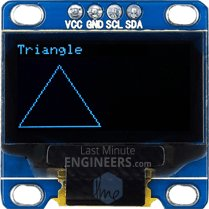 VCC GND SCL SDA
Triangle
Last Minute
ENGINEERS.com